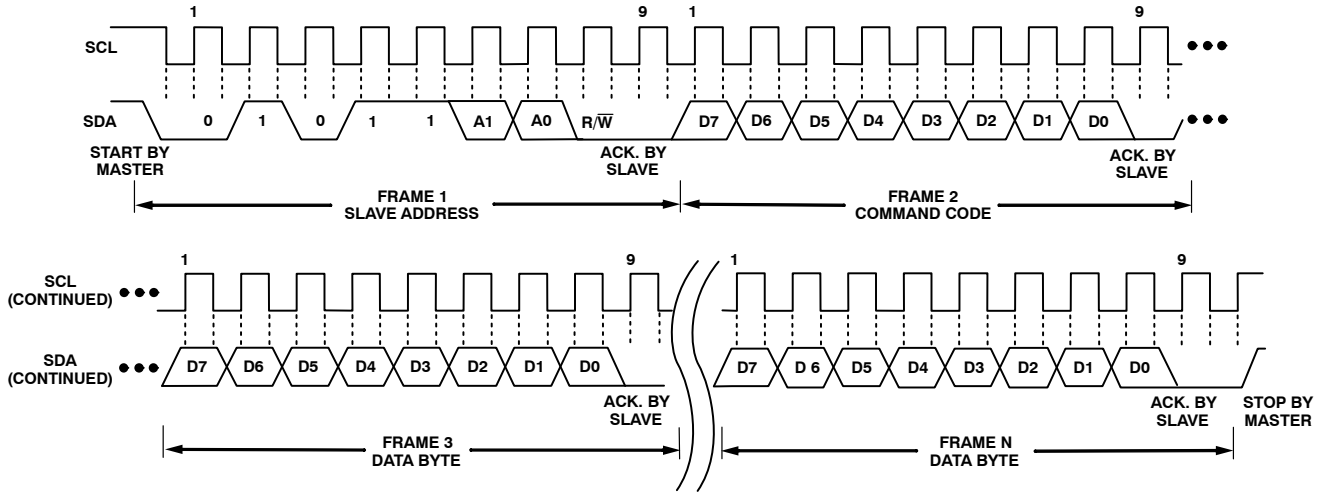 1 9 1 9
SCL
SDA 0 1 0 1 1 A1 A0 R/W̅ D7 D6 D5 D4 D3 D2 D1 D0
START BY
MASTER
ACK. BY
SLAVE
ACK. BY
SLAVE
FRAME 1
SLAVE ADDRESS
FRAME 2
COMMAND CODE
1 9 1 9
SCL
(CONTINUED)
SDA
(CONTINUED)
D7 D6 D5 D4 D3 D2 D1 D0 D7 D 6 D5 D4 D3 D2 D1 D0
ACK. BY
SLAVE
ACK. BY
SLAVE
STOP BY
MASTER
FRAME 3
DATA BYTE
FRAME N
DATA BYTE